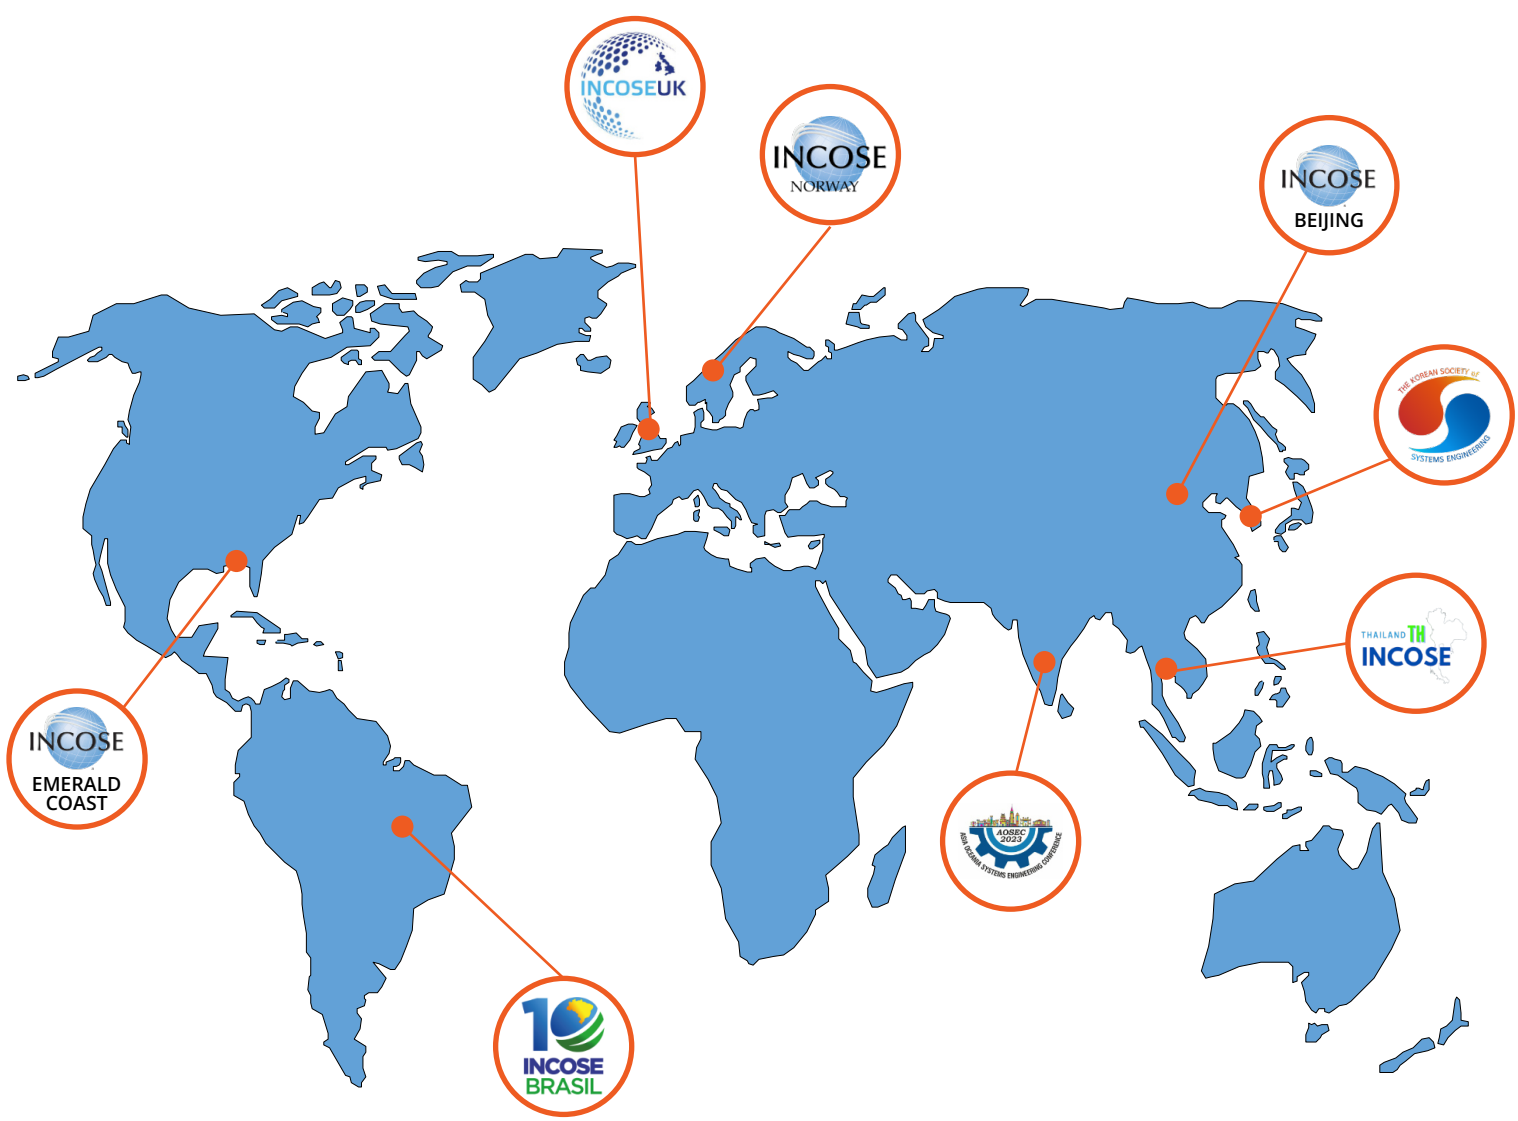 INCOSEUK
INCOSE
NORWAY
INCOSE
BEIJING
THE KOREAN SOCIETY of
SYSTEMS ENGINEERING
THAILAND TH
INCOSE
INCOSE
EMERALD
COAST
AOSEC
2023
ASIA OCEANIA SYSTEMS ENGINEERING CONFERENCE
10
INCOSE
BRASIL